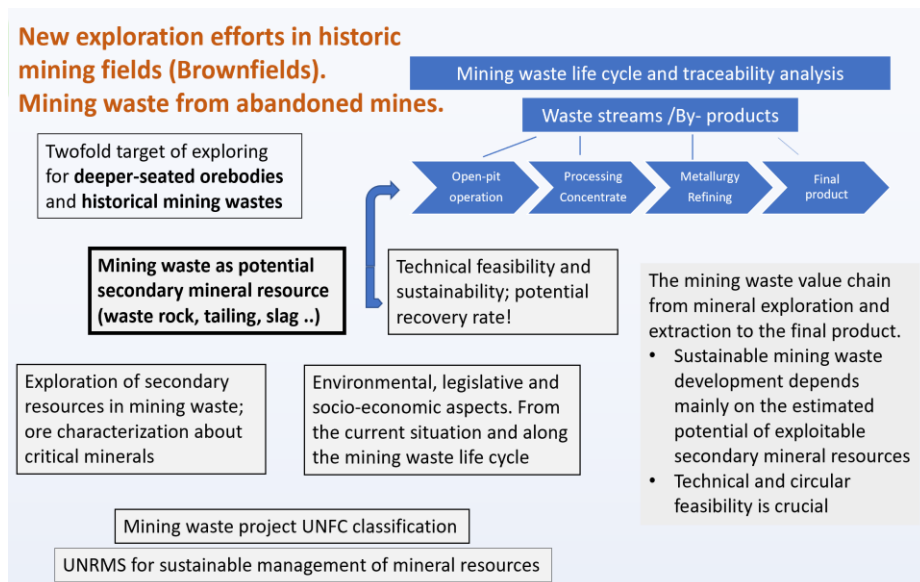 New exploration efforts in historic
mining fields (Brownfields).
Mining waste from abandoned mines.
Mining waste life cycle and traceability analysis
Waste streams /By- products
Open-pit
operation
Processing
Concentrate
Metallurgy
Refining
Final
product
Twofold target of exploring
for deeper-seated orebodies
and historical mining wastes
Mining waste as potential
secondary mineral resource
(waste rock, tailing, slag ..)
Technical feasibility and
sustainability; potential
recovery rate!
The mining waste value chain
from mineral exploration and
extraction to the final product.
• Sustainable mining waste
development depends
mainly on the estimated
potential of exploitable
secondary mineral resources
• Technical and circular
feasibility is crucial
Exploration of secondary
resources in mining waste;
ore characterization about
critical minerals
Environmental, legislative and
socio-economic aspects. From
the current situation and along
the mining waste life cycle
Mining waste project UNFC classification
UNRMS for sustainable management of mineral resources